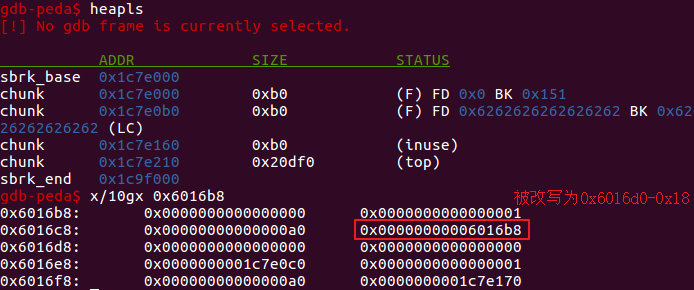 gdb-peda$ heapls
[!] No gdb frame is currently selected.
ADDR SIZE STATUS
sbrk_base 0x1c7e000
chunk 0x1c7e000 0xb0 (F) FD 0x0 BK 0x151
chunk 0x1c7e0b0 0xb0 (F) FD 0x6262626262626262 BK 0x62
26262626262 (LC)
chunk 0x1c7e160 0xb0 (inuse)
chunk 0x1c7e210 0x20df0 (top)
sbrk_end 0x1c9f000
gdb-peda$ x/10gx 0x6016b8 被改写为0x6016d0-0x18
0x6016b8: 0x0000000000000000 0x0000000000000001
0x6016c8: 0x00000000000000a0 0x00000000006016b8
0x6016d8: 0x0000000000000000 0x0000000000000000
0x6016e8: 0x0000000001c7e0c0 0x0000000000000001
0x6016f8: 0x00000000000000a0 0x0000000001c7e170